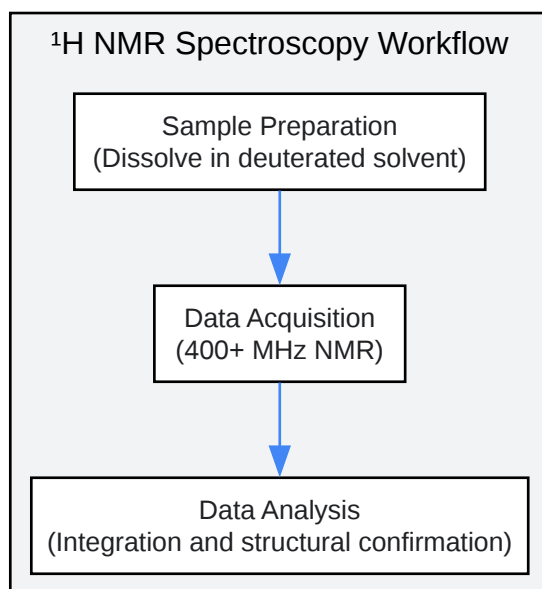 ¹H NMR Spectroscopy Workflow
Sample Preparation
(Dissolve in deuterated solvent)
Data Acquisition
(400+ MHz NMR)
Data Analysis
(Integration and structural confirmation)